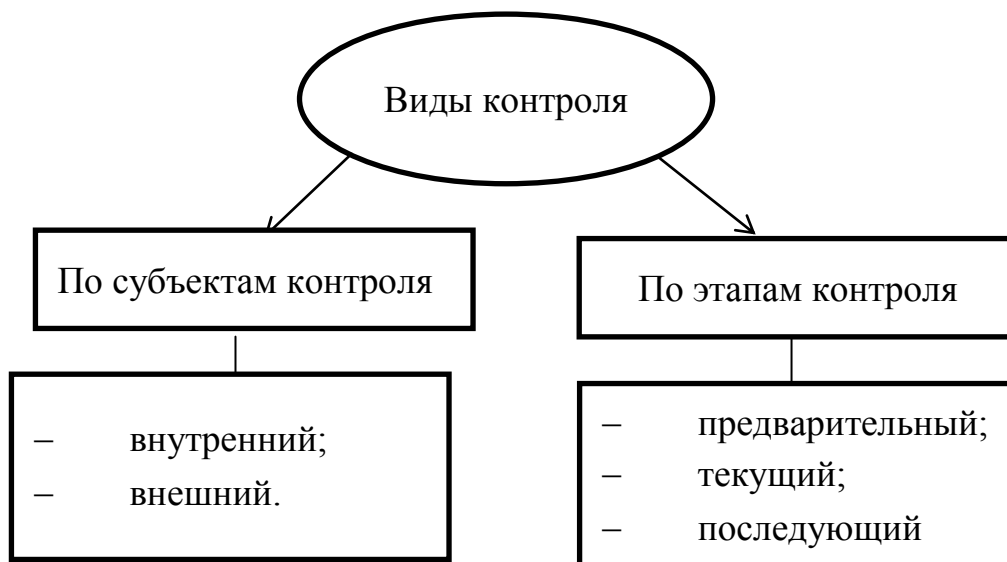 Виды контроля
По субъектам контроля
– внутренний;
– внешний.
По этапам контроля
– предварительный;
– текущий;
– последующий